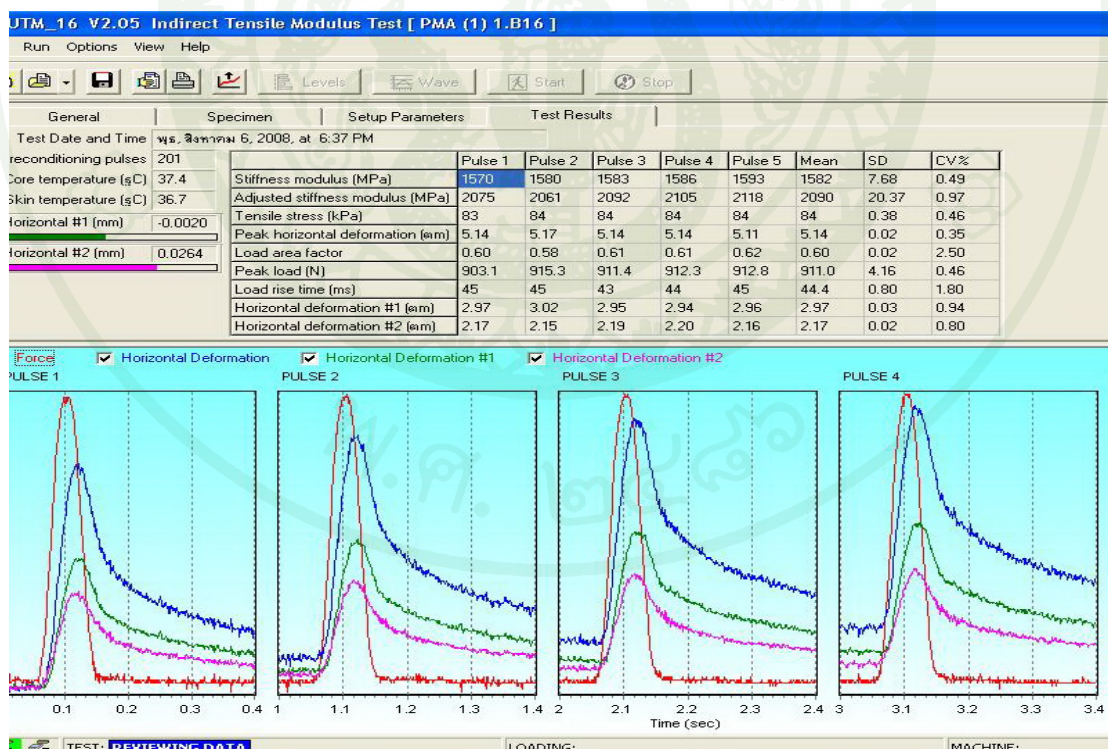 UTM_16 V2.05 Indirect Tensile Modulus Test [ PMA (1) 1.B16 ]
Run Options View Help
Levels Wave Start Stop
General Specimen Setup Parameters Test Results
Test Date and Time พุธ, สิงหาคม 6, 2008, at 6:37 PM
reconditioning pulses 201
Core temperature ( şC) 37.4
Skin temperature (şC) 36.7
Horizontal #1 (mm) -0.0020
Horizontal #2 (mm) 0.0264
Pulse 1 Pulse 2 Pulse 3 Pulse 4 Pulse 5 Mean SD CV%
Stiffness modulus (MPa) 1570 1580 1583 1586 1593 1582 7.68 0.49
Adjusted stiffness modulus (MPa) 2075 2061 2092 2105 2118 2090 20.37 0.97
Tensile stress (kPa) 83 84 84 84 84 84 0.38 0.46
Peak horizontal deformation (ตm) 5.14 5.17 5.14 5.14 5.11 5.14 0.02 0.35
Load area factor 0.60 0.58 0.61 0.61 0.62 0.60 0.02 2.50
Peak load (N) 903.1 915.3 911.4 912.3 912.8 911.0 4.16 0.46
Load rise time (ms) 45 45 43 44 45 44.4 0.80 1.80
Horizontal deformation #1 (ตm) 2.97 3.02 2.95 2.94 2.96 2.97 0.03 0.94
Horizontal deformation #2 (ตm) 2.17 2.15 2.19 2.20 2.16 2.17 0.02 0.80
Force Horizontal Deformation Horizontal Deformation #1 Horizontal Deformation #2
PULSE 1 PULSE 2 PULSE 3 PULSE 4
พ.ศ. ๒๔๘๖
0.1 0.2 0.3 0.4 1 1.1 1.2 1.3 1.4 2 2.1 2.2 2.3 2.4 3 3.1 3.2 3.3 3.4
Time (sec)
TEST: REVIEWING DATA LOADING: MACHINE: